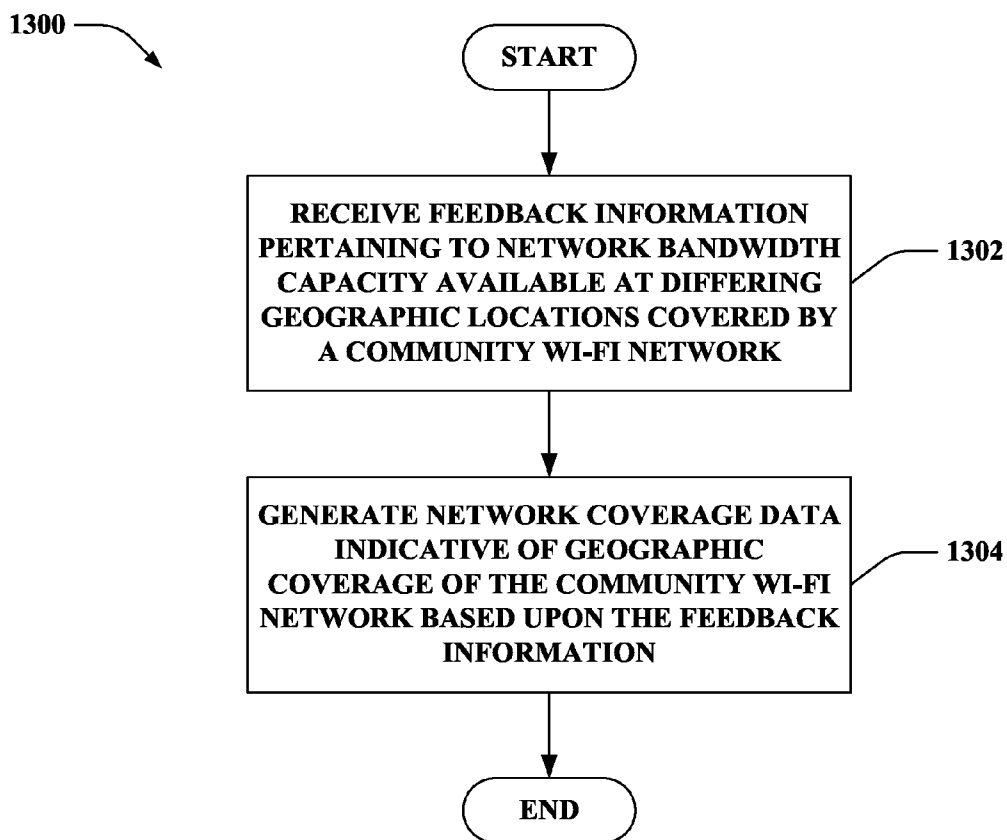 1300
START
RECEIVE FEEDBACK INFORMATION
PERTAINING TO NETWORK BANDWIDTH
CAPACITY AVAILABLE AT DIFFERING
GEOGRAPHIC LOCATIONS COVERED BY
A COMMUNITY WI-FI NETWORK
1302
GENERATE NETWORK COVERAGE DATA
INDICATIVE OF GEOGRAPHIC
COVERAGE OF THE COMMUNITY WI-FI
NETWORK BASED UPON THE FEEDBACK
INFORMATION
1304
END